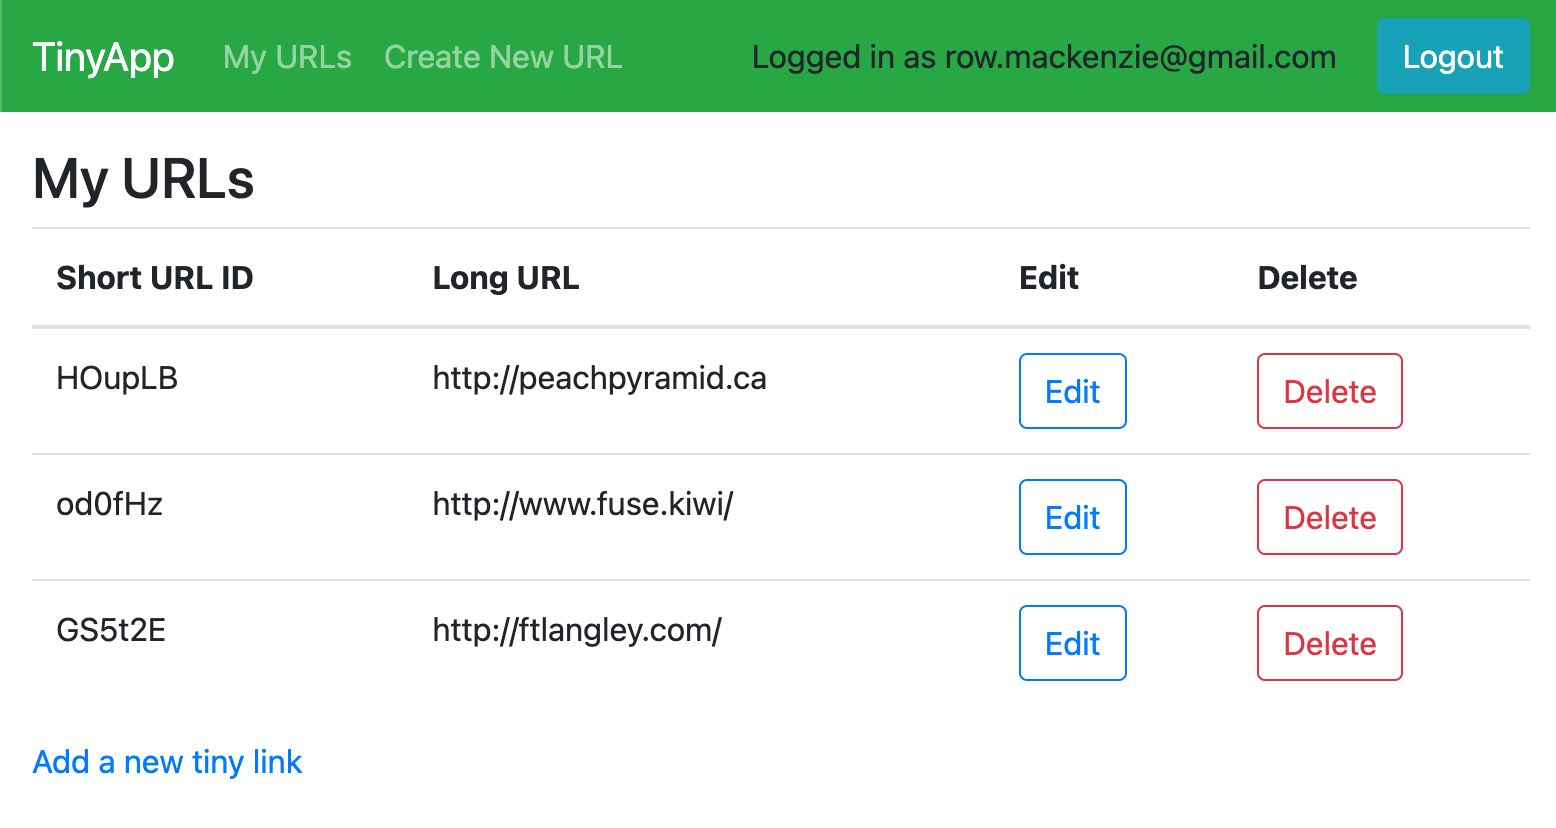 TinyApp My URLs Create New URL Logged in as row.mackenzie@gmail.com Logout
My URLs
Short URL ID Long URL Edit Delete
HOupLB http://peachpyramid.ca Edit Delete
od0fHz http://www.fuse.kiwi/ Edit Delete
GS5t2E http://ftlangley.com/ Edit Delete
Add a new tiny link